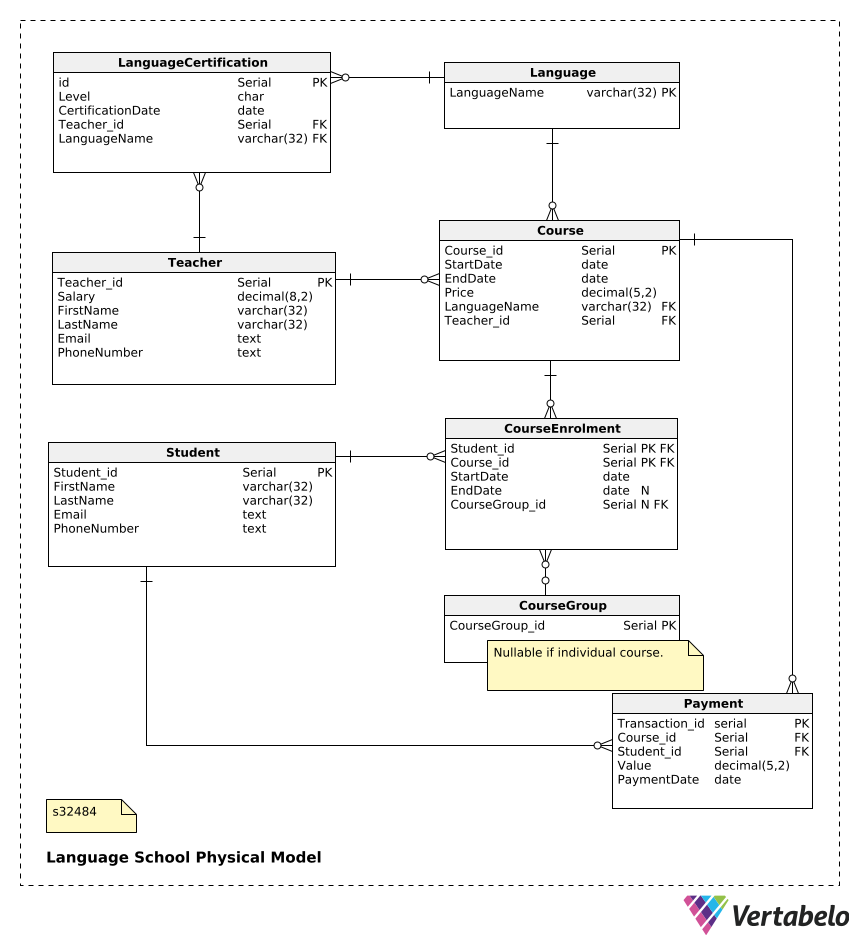 LanguageCertification
id Serial PK
Level char
CertificationDate date
Teacher_id Serial FK
LanguageName varchar(32) FK
Language
LanguageName varchar(32) PK
Teacher
Teacher_id Serial PK
Salary decimal(8,2)
FirstName varchar(32)
LastName varchar(32)
Email text
PhoneNumber text
Course
Course_id Serial PK
StartDate date
EndDate date
Price decimal(5,2)
LanguageName varchar(32) FK
Teacher_id Serial FK
Student
Student_id Serial PK
FirstName varchar(32)
LastName varchar(32)
Email text
PhoneNumber text
CourseEnrolment
Student_id Serial PK FK
Course_id Serial PK FK
StartDate date
EndDate date N
CourseGroup_id Serial N FK
CourseGroup
CourseGroup_id Serial PK
Nullable if individual course.
Payment
Transaction_id serial PK
Course_id Serial FK
Student_id Serial FK
Value decimal(5,2)
PaymentDate date
s32484
Language School Physical Model
Vertabelo